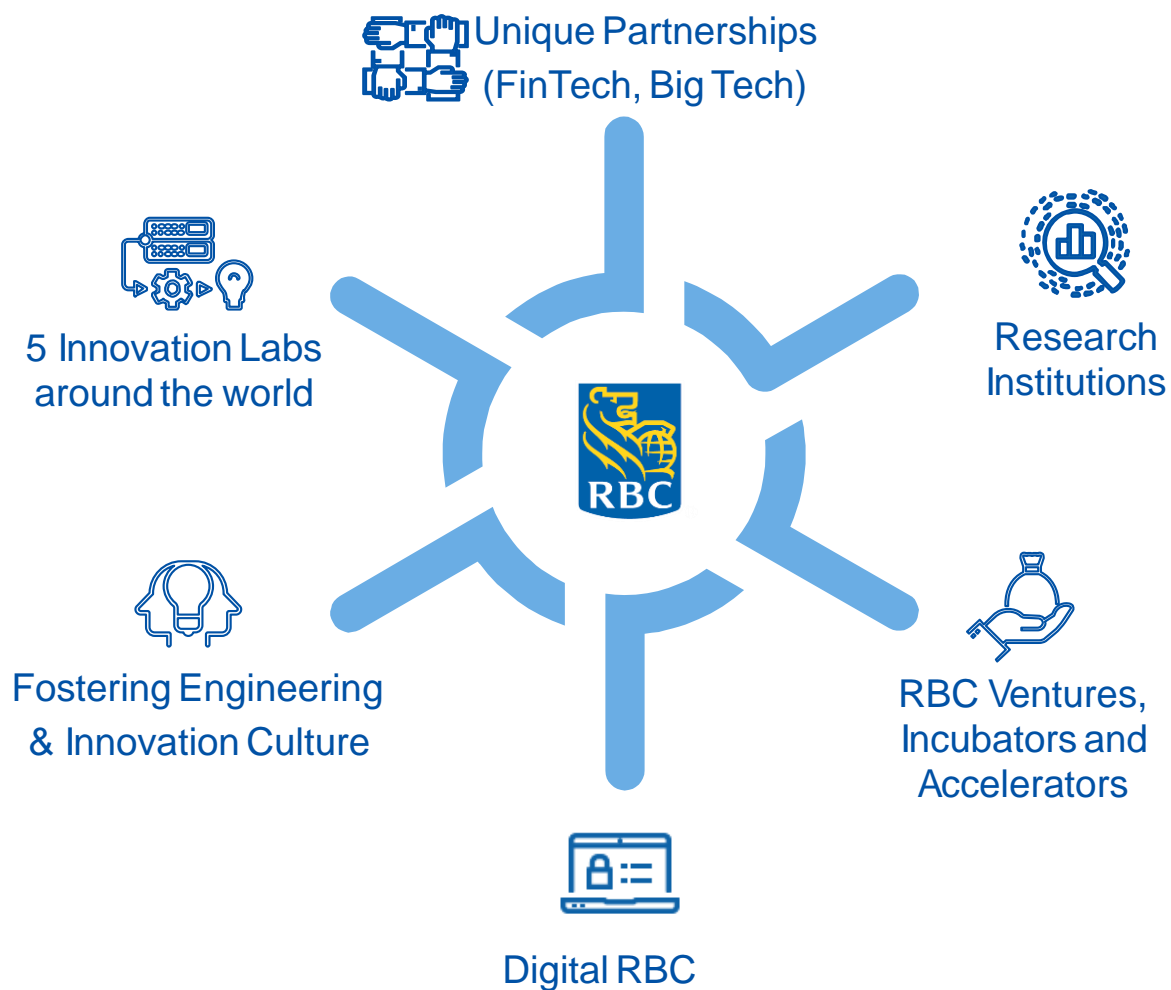 Unique Partnerships
(FinTech, Big Tech)
5 Innovation Labs
around the world
Research
Institutions
RBC
Fostering Engineering
& Innovation Culture
RBC Ventures,
Incubators and
Accelerators
Digital RBC